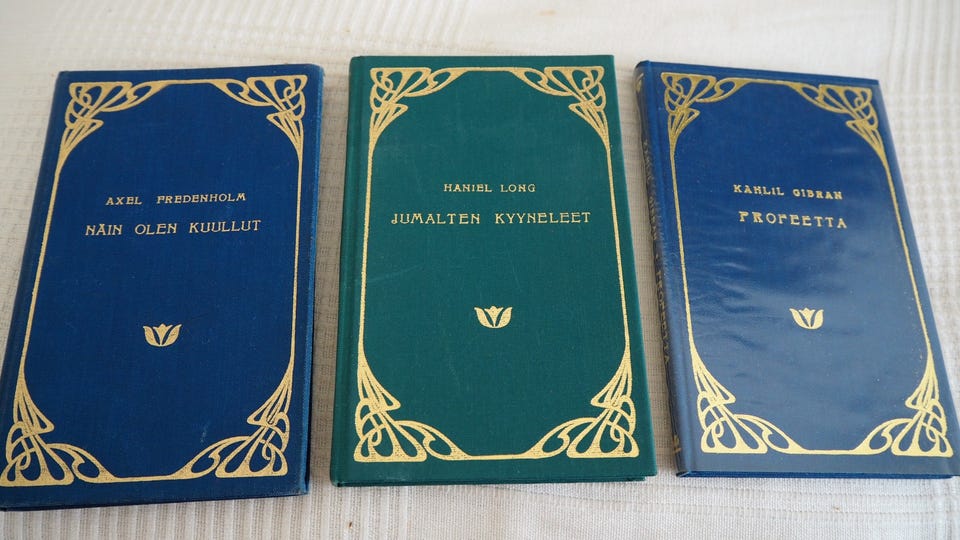 AXEL FREDENHOLM
NÄIN OLEN KUULLUT
HANIEL LONG
JUMALTEN KYYNELEET
KAHLIL GIBRAN
PROFEETTA